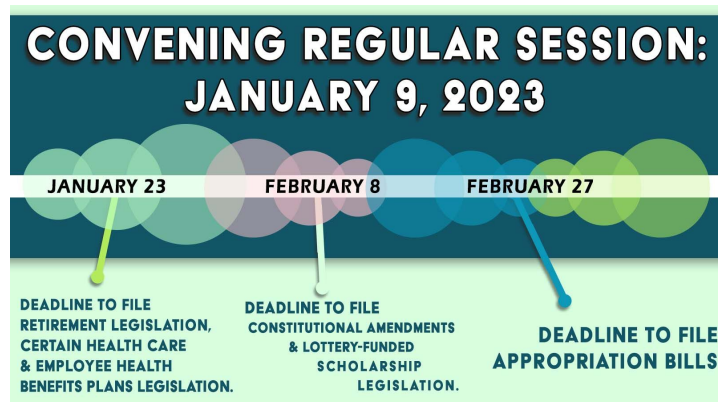 CONVENING REGULAR SESSION:
JANUARY 9, 2023
JANUARY 23
FEBRUARY 8
FEBRUARY 27
DEADLINE TO FILE
RETIREMENT LEGISLATION,
CERTAIN HEALTH CARE
& EMPLOYEE HEALTH
BENEFITS PLANS LEGISLATION.
DEADLINE TO FILE
CONSTITUTIONAL AMENDMENTS
& LOTTERY-FUNDED
SCHOLARSHIP
LEGISLATION.
DEADLINE TO FILE
APPROPRIATION BILLS